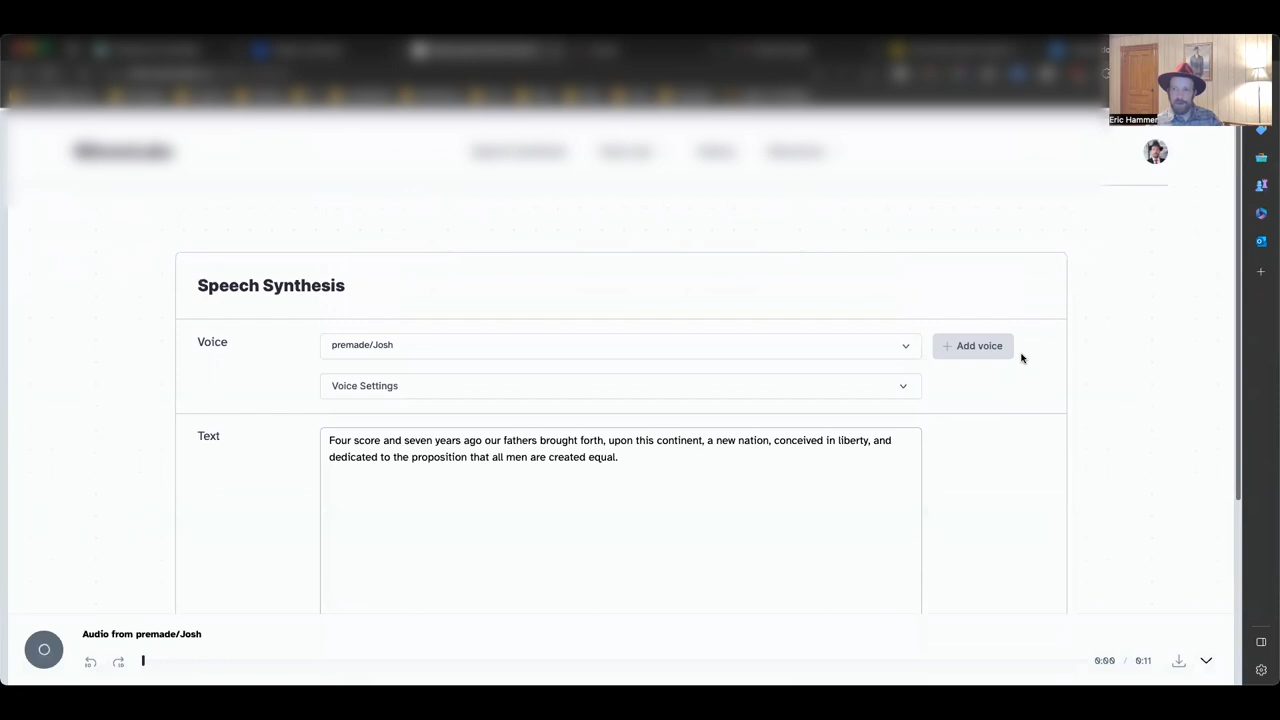 Eric Hammer
Speech Synthesis
Voice
premade/Josh
Add voice
Voice Settings
Text
Four score and seven years ago our fathers brought forth, upon this continent, a new nation, conceived in liberty, and
dedicated to the proposition that all men are created equal.
Audio from premade/Josh
10
10
0:00 / 0:11